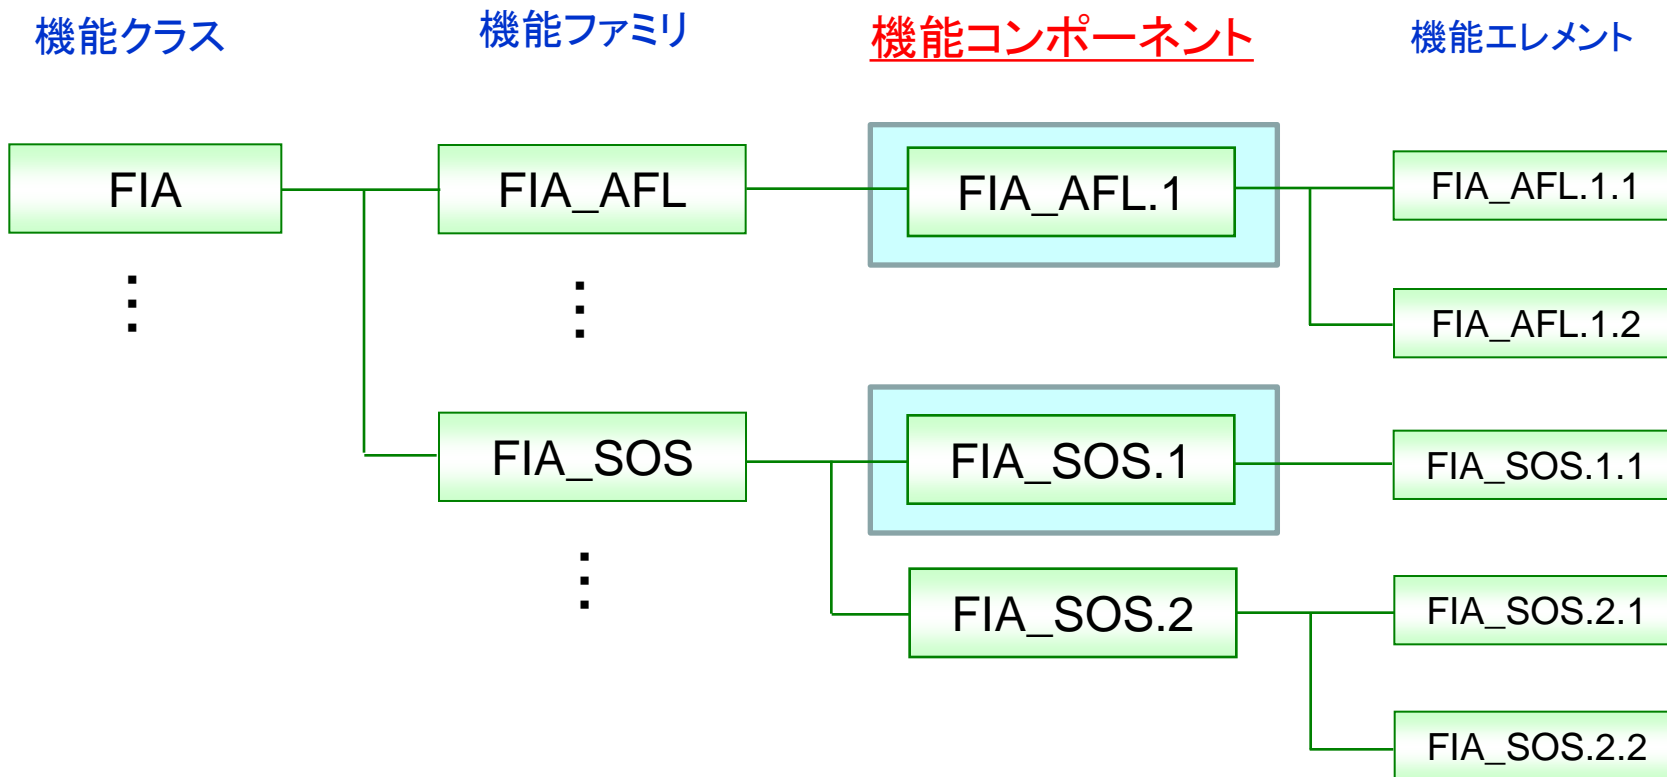 機能クラス
機能ファミリ
機能コンポーネント
機能エレメント
FIA
FIA_AFL
FIA_AFL.1
FIA_AFL.1.1
FIA_AFL.1.2
FIA_SOS
FIA_SOS.1
FIA_SOS.1.1
FIA_SOS.2
FIA_SOS.2.1
FIA_SOS.2.2